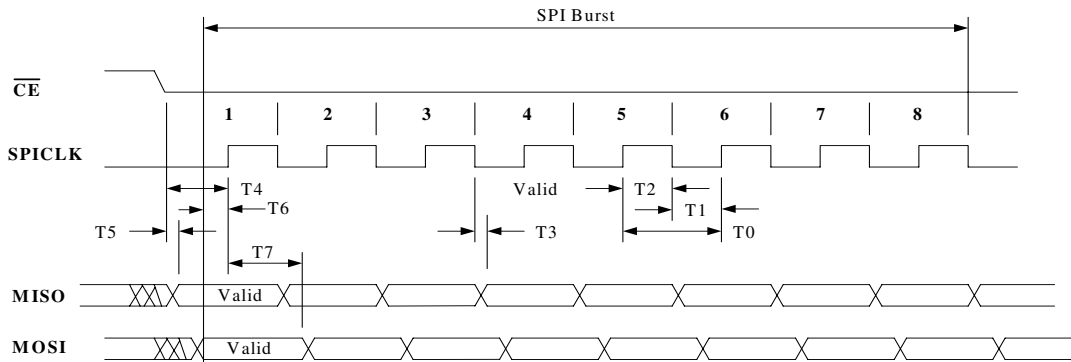 SPI Burst
CE
1 2 3 4 5 6 7 8
SPICLK
T4 Valid T2
T6 T1
T5 T3 T0
T7
MISO Valid
MOSI Valid